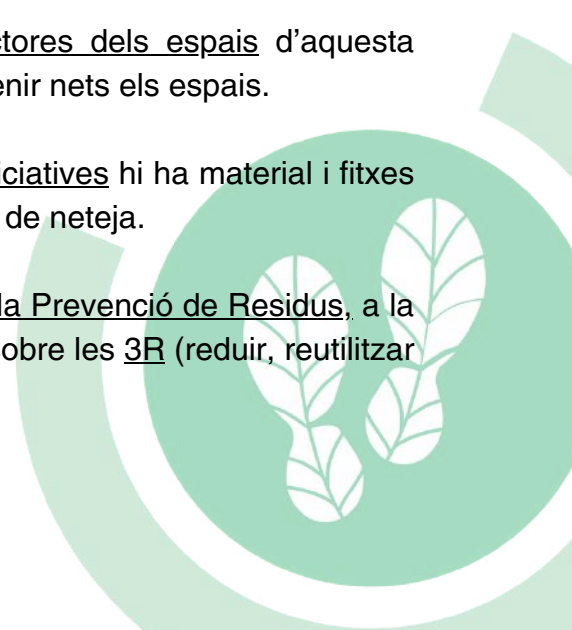 ctores dels espais d'aquesta
enir nets els espais.
iciatives hi ha material i fitxes
de neteja.
la Prevenció de Residus, a la
sobre les 3R (reduir, reutilitzar